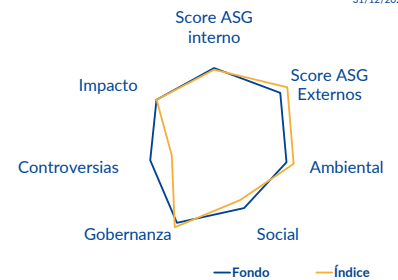 Score ASG
interno
Score ASG
Externos
Impacto
Controversias
Ambiental
Gobernanza
Social
Fondo
Índice